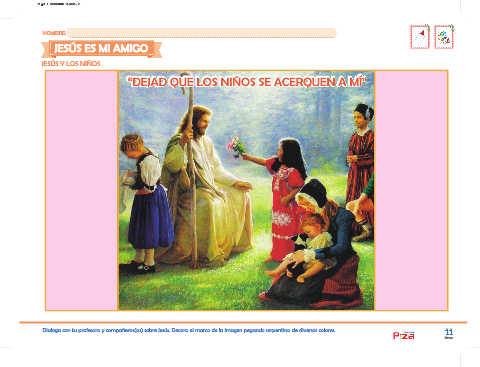 NOMBRE:
JESÚS ES MI AMIGO
JESÚS Y LOS NIÑOS
"DEJAD QUE LOS NIÑOS SE ACERQUEN A MÍ"
Dialoga con tu profesora y compañeros(as) sobre Jesús. Decora el marco de la imagen pegando serpentina de diversos colores.
11